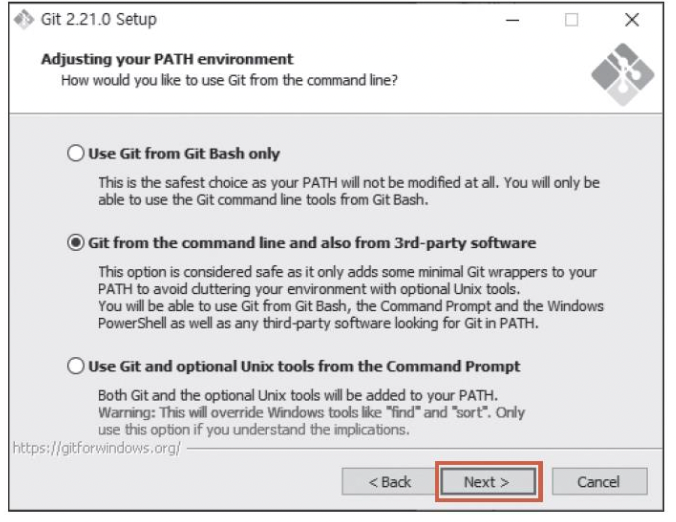 Git 2.21.0 Setup
Adjusting your PATH environment
How would you like to use Git from the command line?
Use Git from Git Bash only
This is the safest choice as your PATH will not be modified at all. You will only be
able to use the Git command line tools from Git Bash.
Git from the command line and also from 3rd-party software
This option is considered safe as it only adds some minimal Git wrappers to your
PATH to avoid cluttering your environment with optional Unix tools.
You will be able to use Git from Git Bash, the Command Prompt and the Windows
PowerShell as well as any third-party software looking for Git in PATH.
Use Git and optional Unix tools from the Command Prompt
Both Git and the optional Unix tools will be added to your PATH.
Warning: This will override Windows tools like "find" and "sort". Only
use this option if you understand the implications.
https://gitforwindows.org/
< Back Next > Cancel